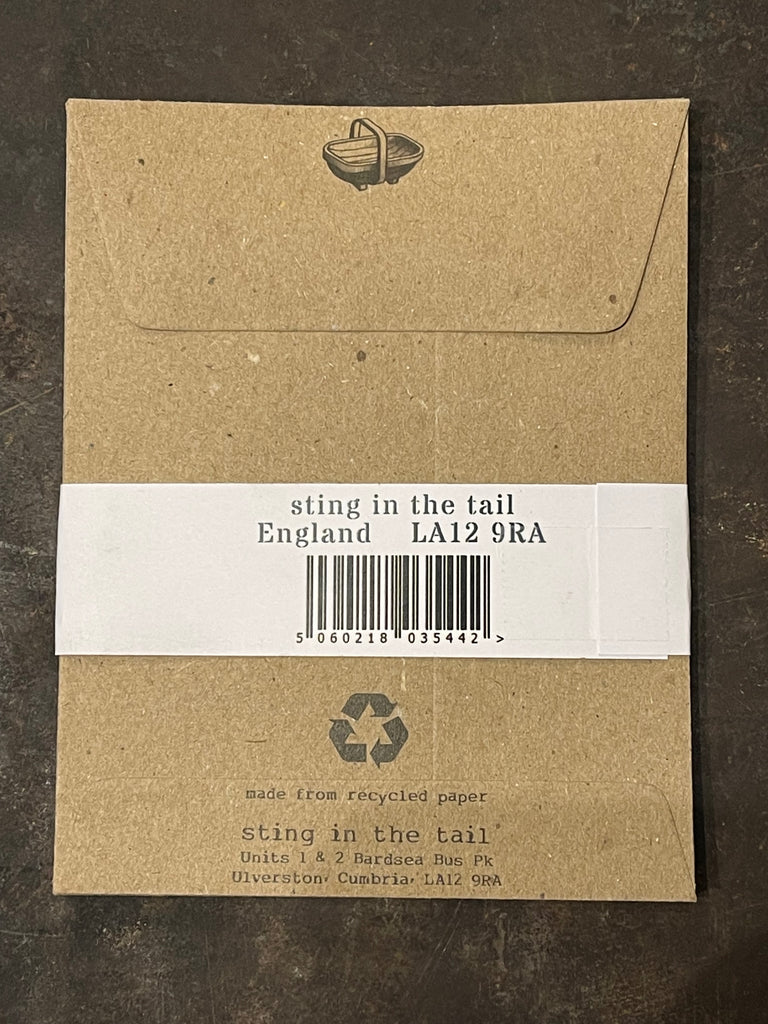 sting in the tail
England LA12 9RA
5 060218 035442 >
made from recycled paper
sting in the tail
Units 1 & 2 Bardsea Bus Pk
Ulverston, Cumbria, LA12 9RA